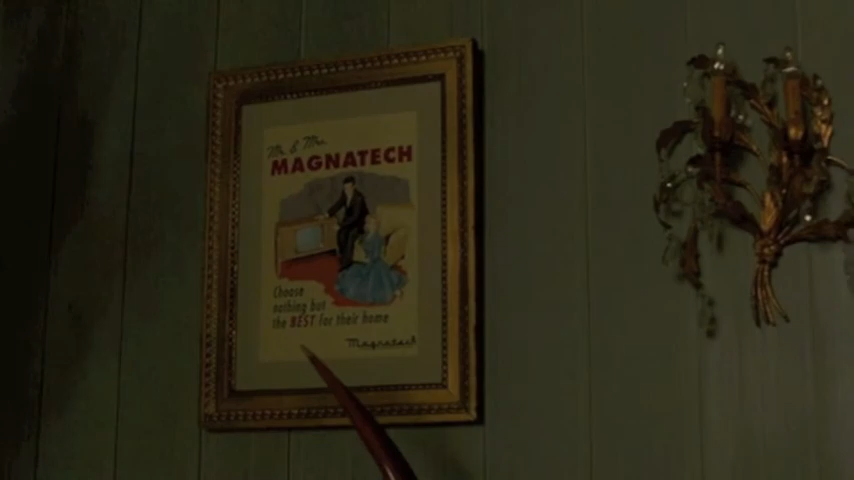 Mr. & Mrs.
MAGNATECH
Choose
nothing but
the BEST for their home
Magnatech